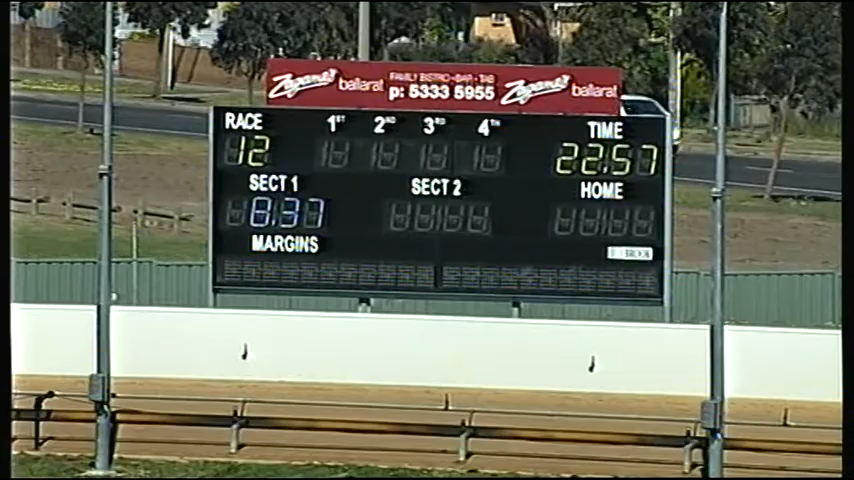 Zagame's ballarat FAMILY BISTRO-BAR-TAB Zagame's ballarat
p: 5333 5955
RACE 1ST 2ND 3RD 4TH TIME
12 22.57
SECT 1 SECT 2 HOME
6.37
MARGINS